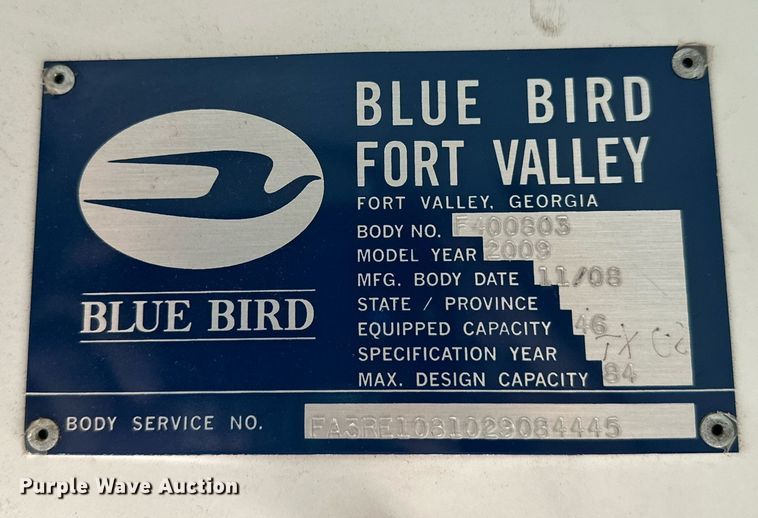 BLUE BIRD
FORT VALLEY
FORT VALLEY, GEORGIA
BODY NO. F400803
MODEL YEAR 2009
MFG. BODY DATE 11/08
STATE / PROVINCE
EQUIPPED CAPACITY 46
SPECIFICATION YEAR
MAX. DESIGN CAPACITY 84
BLUE BIRD
BODY SERVICE NO. FA3RE1081029084445
Purple Wave Auction